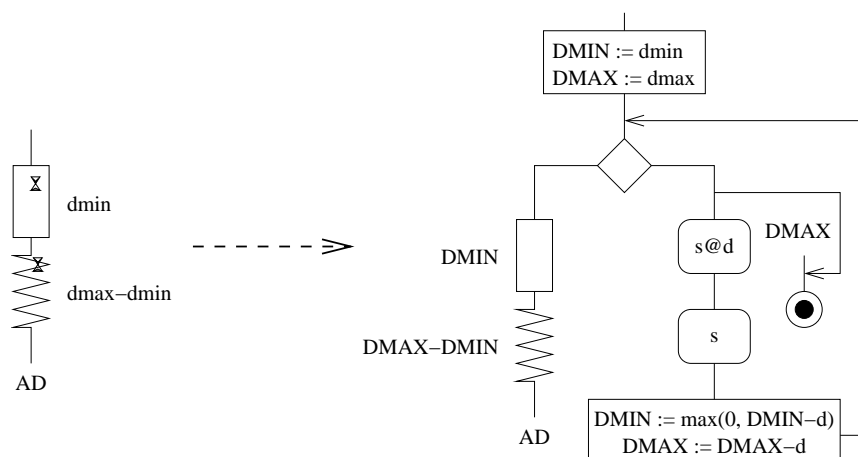 DMIN := dmin
DMAX := dmax
dmin
dmax−dmin
AD
DMIN
DMAX−DMIN
AD
s@d
DMAX
s
DMIN := max(0, DMIN−d)
DMAX := DMAX−d